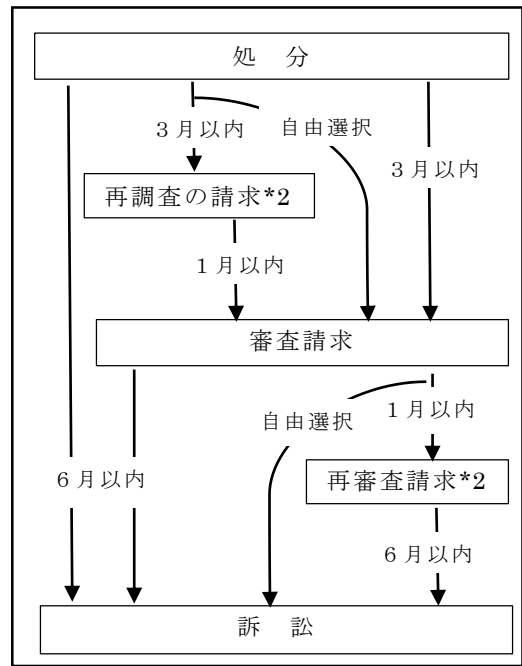 処 分
3月以内
自由選択
3月以内
再調査の請求*2
1月以内
審査請求
自由選択
1月以内
6月以内
再審査請求*2
6月以内
訴 訟